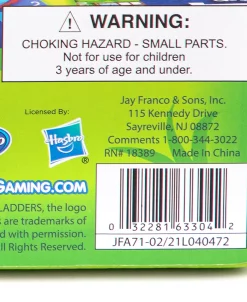 WARNING:
CHOKING HAZARD - SMALL PARTS.
Not for use for children
3 years of age and under.
Licensed By:
Hasbro
Jay Franco & Sons, Inc.
115 Kennedy Drive
Sayreville, NJ 08872
Comments 1-800-344-3022
RN# 18389 Made In China
GAMING.COM
LADDERS, the logo
s are trademarks of
d with permission.
ll Rights Reserved.
0 32281 63304 2
JFA71-02/21L040472